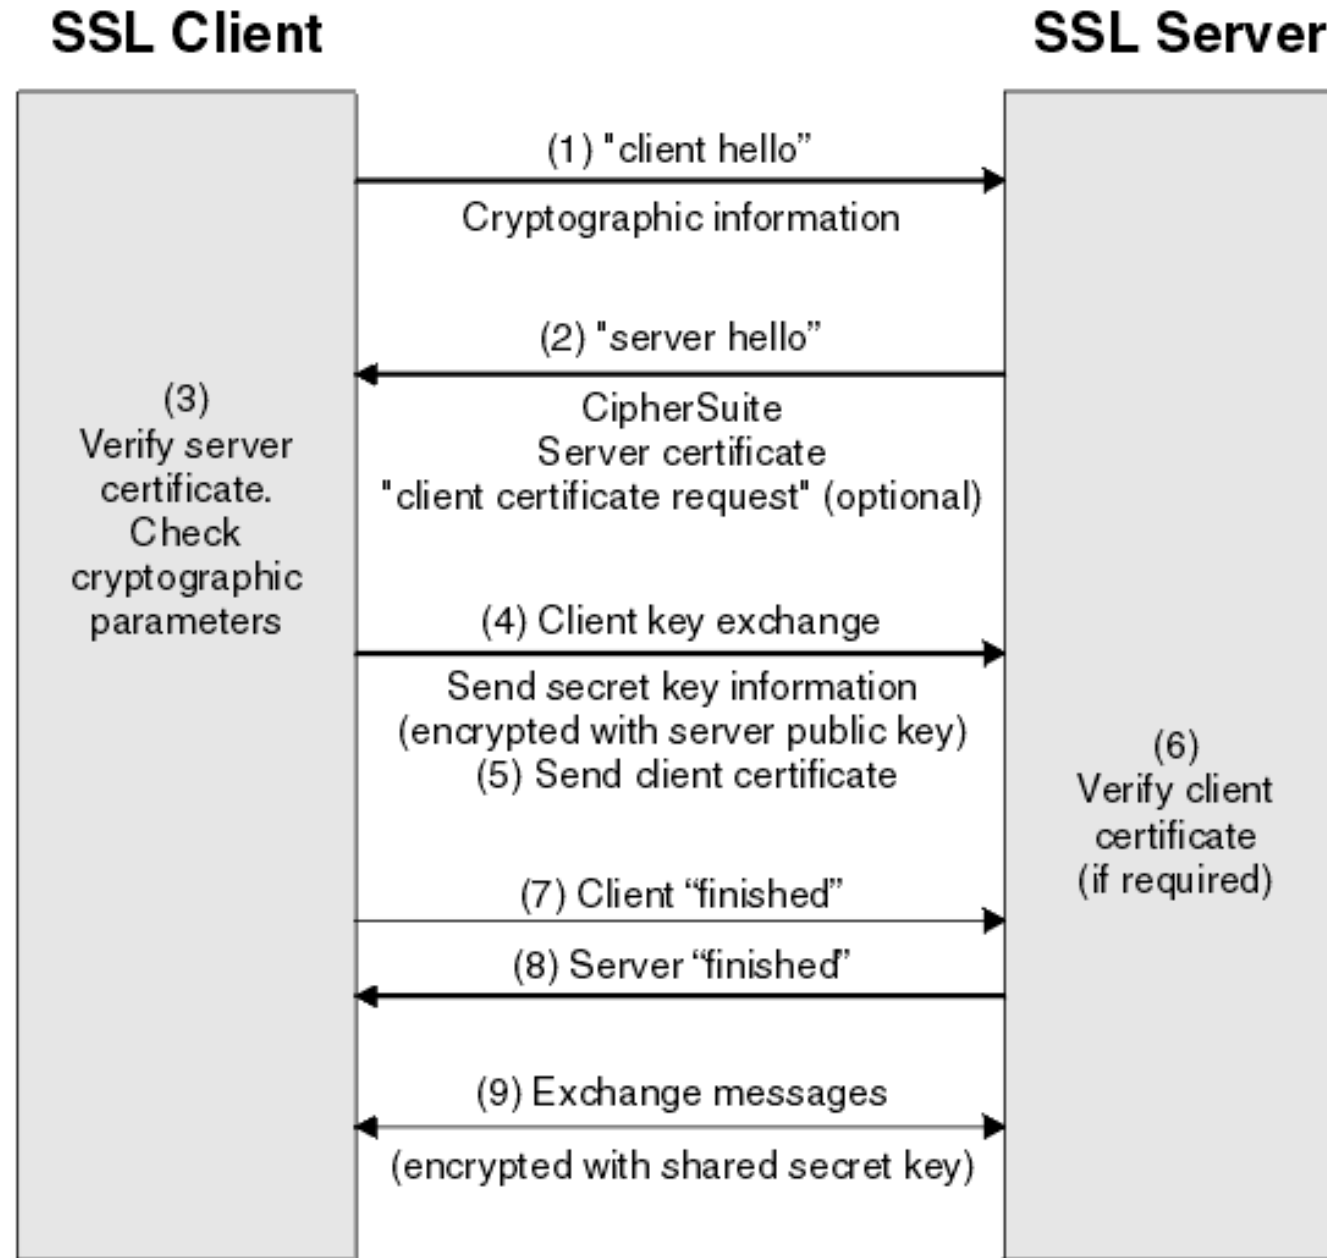 SSL Client
SSL Server
(1) "client hello”
Cryptographic information
(2) "server hello”
CipherSuite
Server certificate
"client certificate request" (optional)
(3)
Verify server
certificate.
Check
cryptographic
parameters
(4) Client key exchange
Send secret key information
(encrypted with server public key)
(5) Send client certificate
(6)
Verify client
certificate
(if required)
(7) Client “finished”
(8) Server “finished”
(9) Exchange messages
(encrypted with shared secret key)